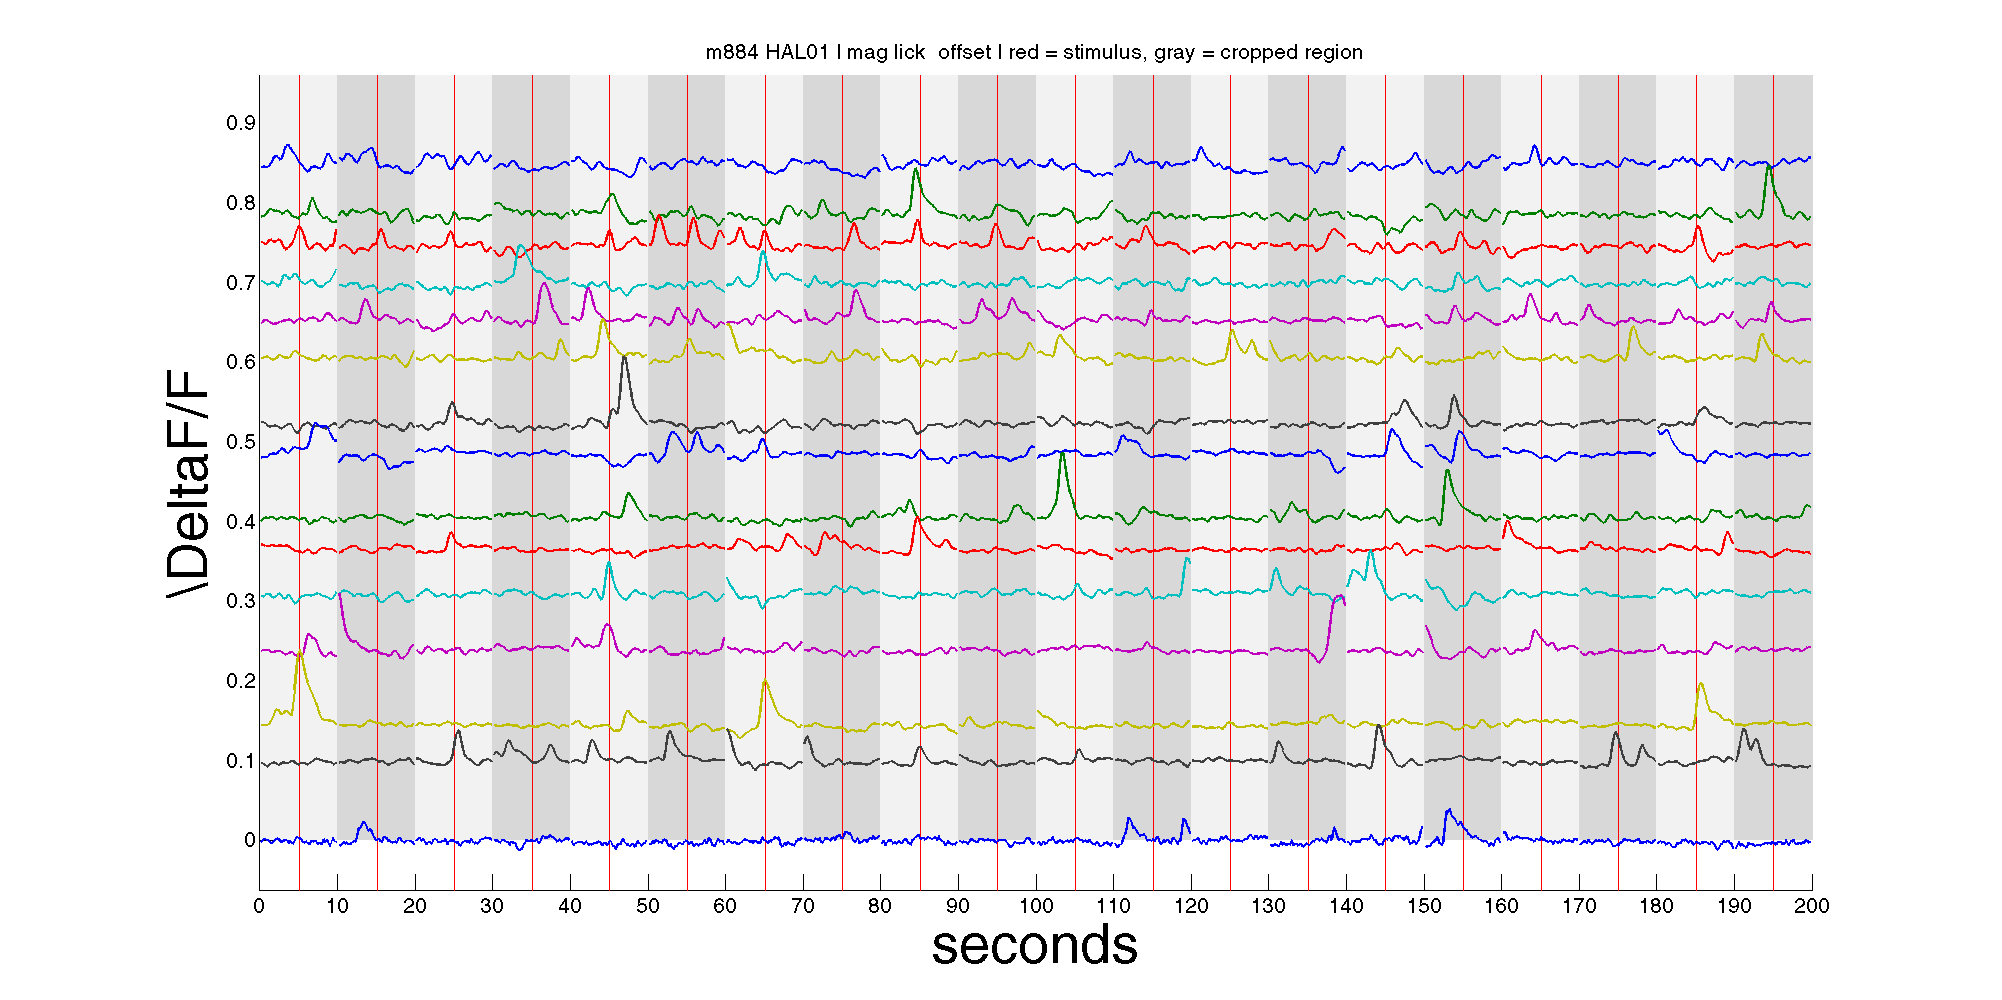 m884 HAL01 | mag lick  offset | red = stimulus, gray = cropped region
0.9
0.8
0.7
0.6
0.5
0.4
0.3
0.2
0.1
0
\DeltaF/F
0 10 20 30 40 50 60 70 80 90 100 110 120 130 140 150 160 170 180 190 200
seconds